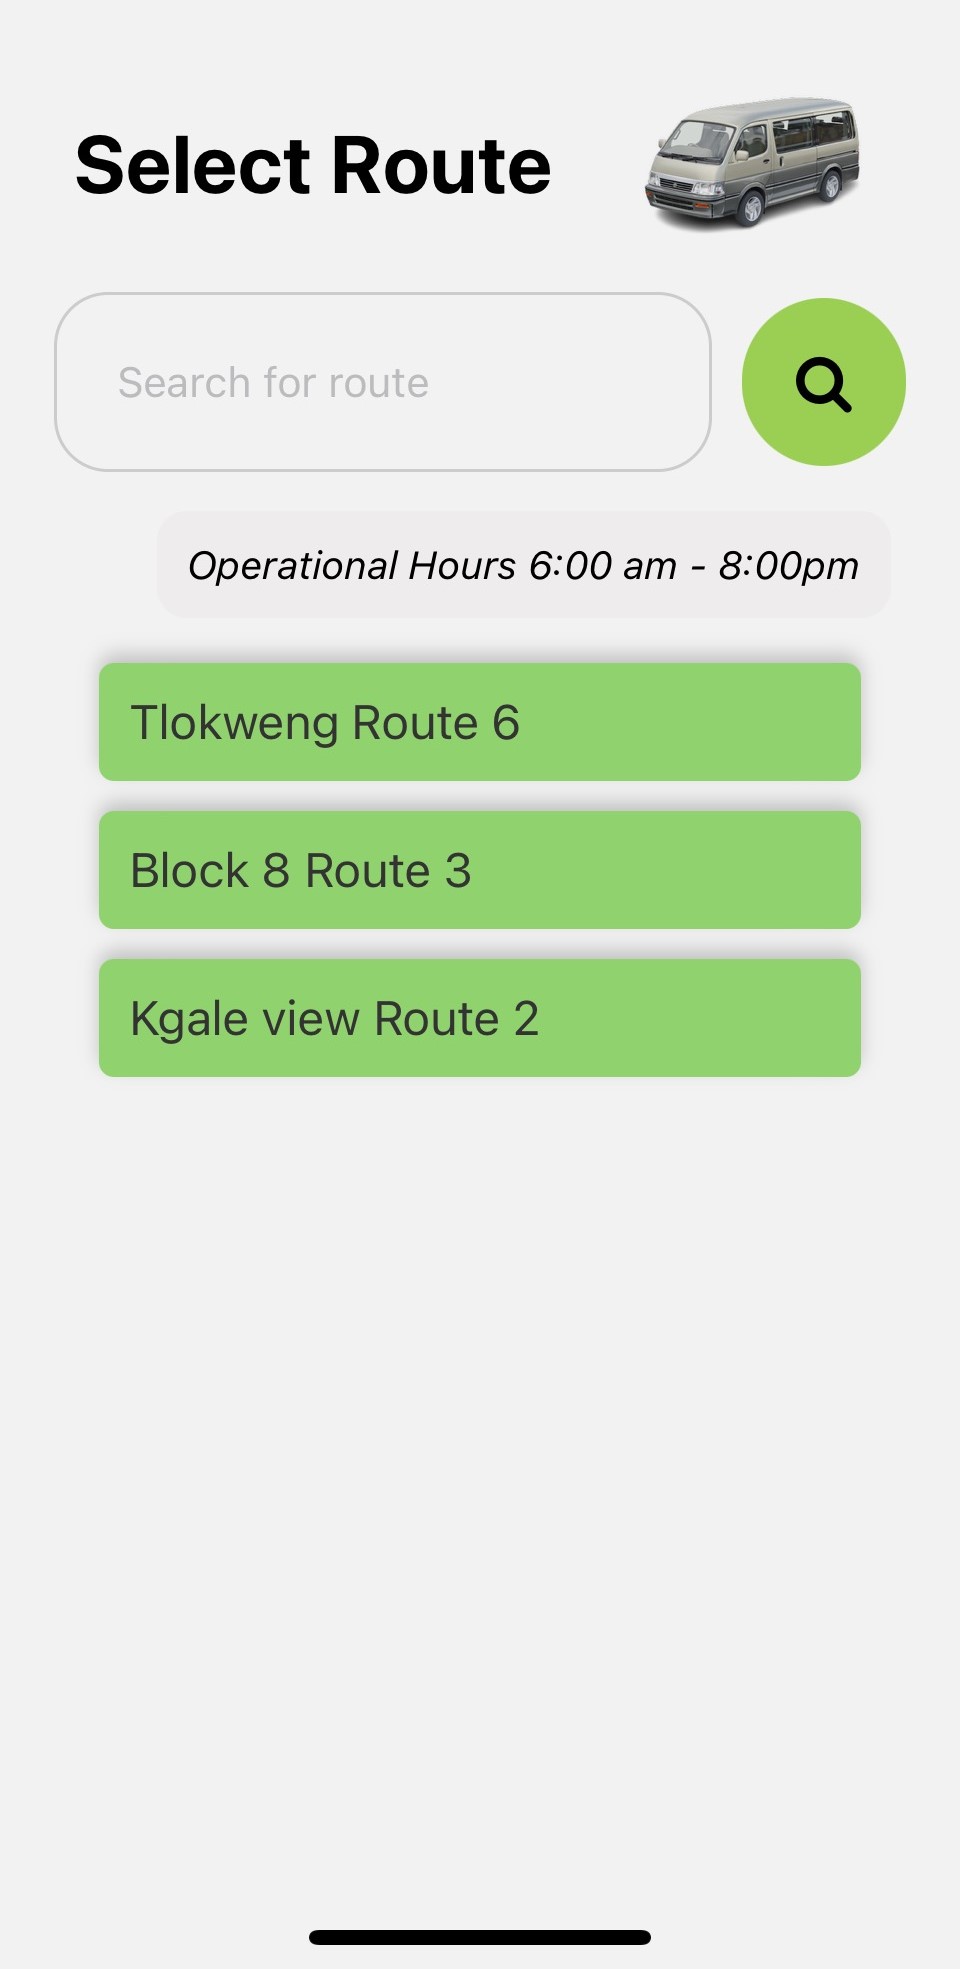 Select Route
Search for route
Operational Hours 6:00 am - 8:00pm
Tlokweng Route 6
Block 8 Route 3
Kgale view Route 2